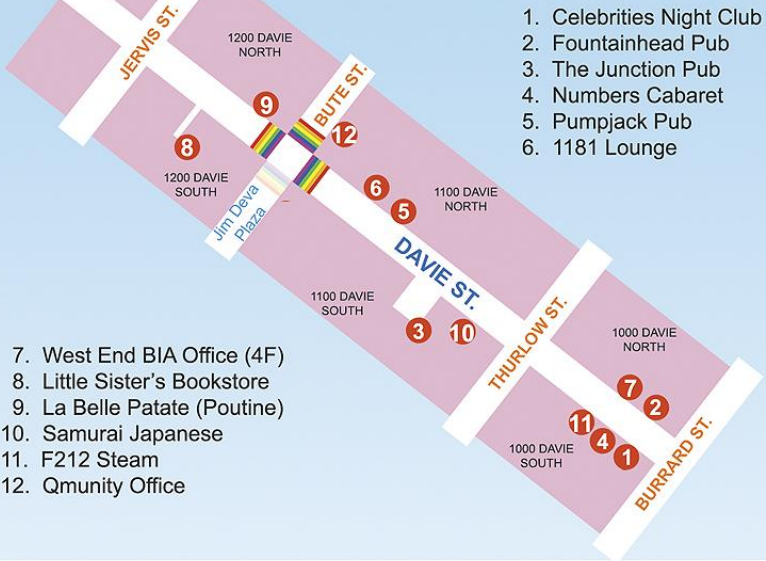 1. Celebrities Night Club
2. Fountainhead Pub
3. The Junction Pub
4. Numbers Cabaret
5. Pumpjack Pub
6. 1181 Lounge
JERVIS ST.
1200 DAVIE
NORTH
9
BUTE ST.
12
8
1200 DAVIE
SOUTH
Jim Deva
Plaza
6
5
1100 DAVIE
NORTH
DAVIE ST.
1100 DAVIE
SOUTH
3
10
THURLOW ST.
1000 DAVIE
NORTH
7
2
11
4
1
1000 DAVIE
SOUTH
BURRARD ST.
7. West End BIA Office (4F)
8. Little Sister's Bookstore
9. La Belle Patate (Poutine)
10. Samurai Japanese
11. F212 Steam
12. Qmunity Office